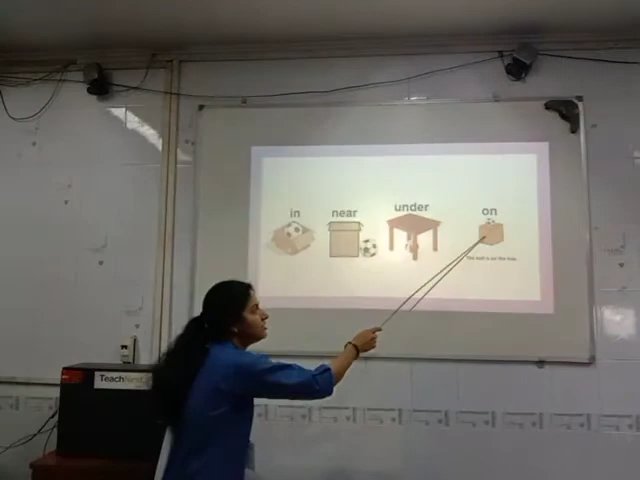 in near under on
The ball is on the box.
TeachNext